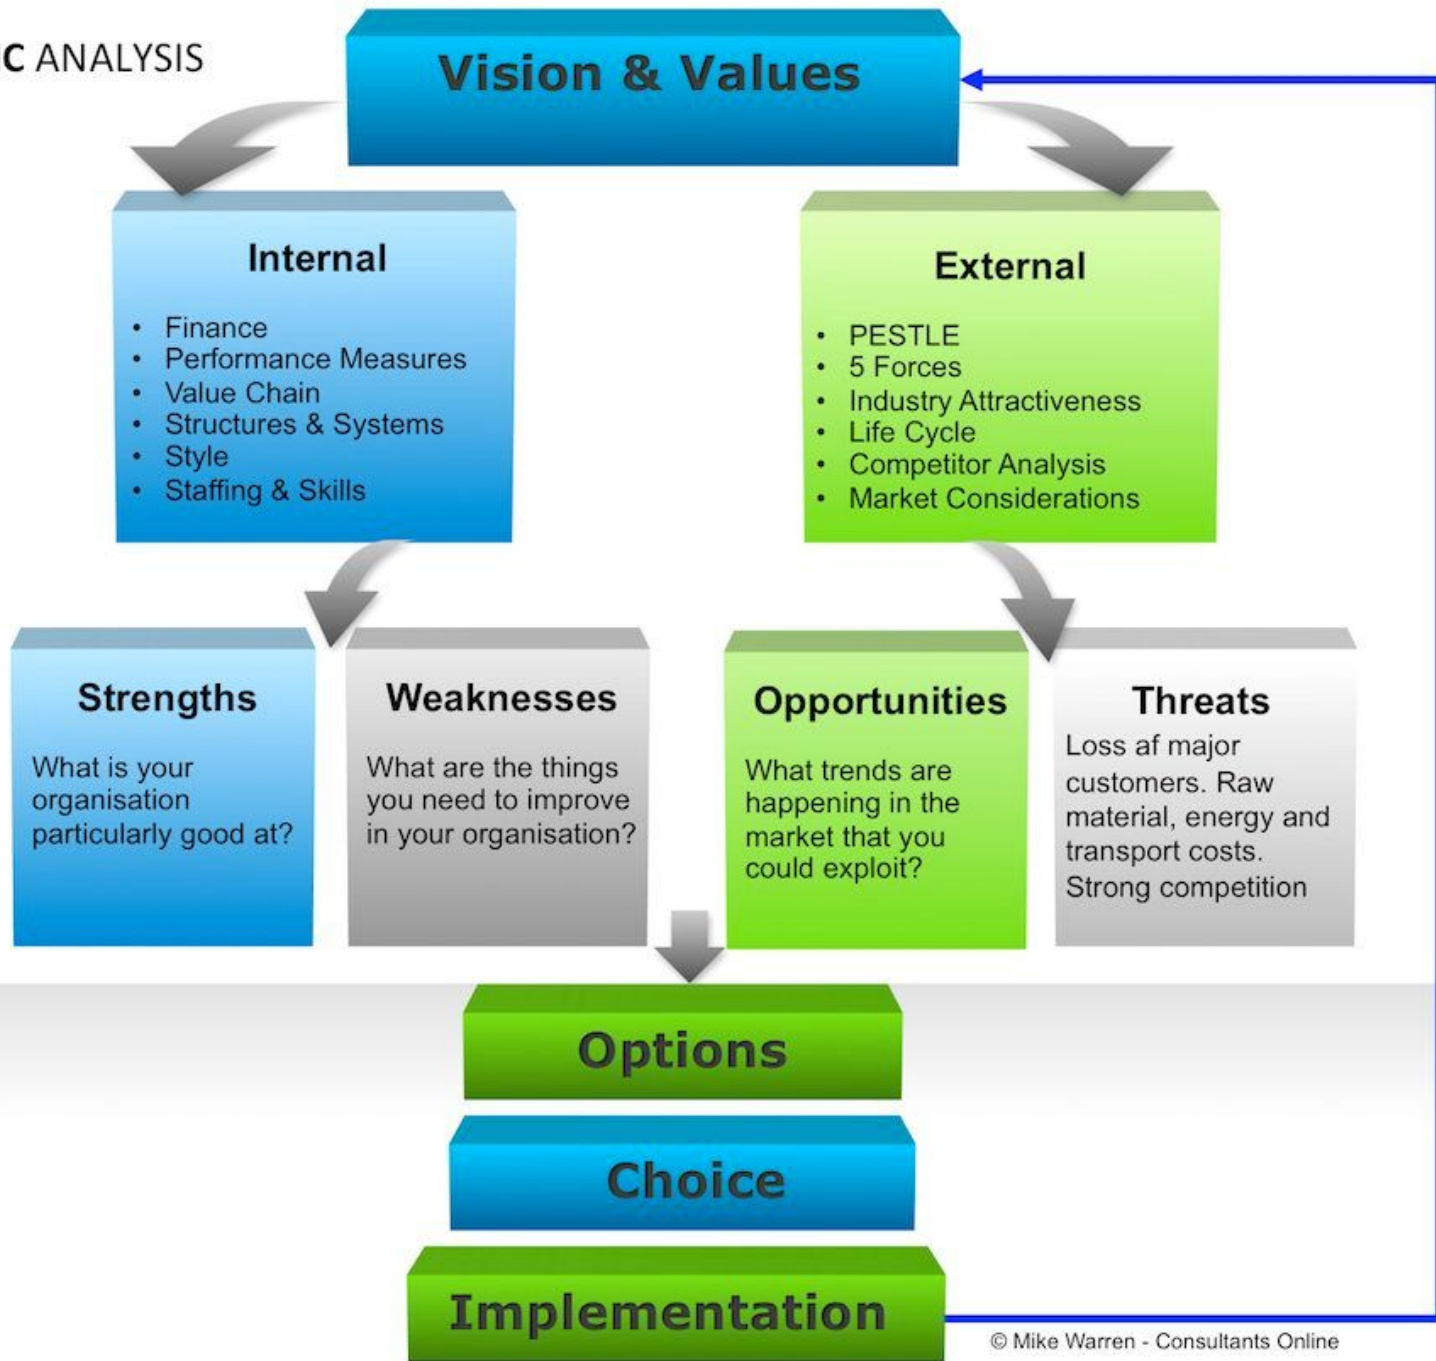 C ANALYSIS
Vision & Values
Internal
• Finance
• Performance Measures
• Value Chain
• Structures & Systems
• Style
• Staffing & Skills
External
• PESTLE
• 5 Forces
• Industry Attractiveness
• Life Cycle
• Competitor Analysis
• Market Considerations
Strengths
What is your
organisation
particularly good at?
Weaknesses
What are the things
you need to improve
in your organisation?
Opportunities
What trends are
happening in the
market that you
could exploit?
Threats
Loss af major
customers. Raw
material, energy and
transport costs.
Strong competition
Options
Choice
Implementation
© Mike Warren - Consultants Online